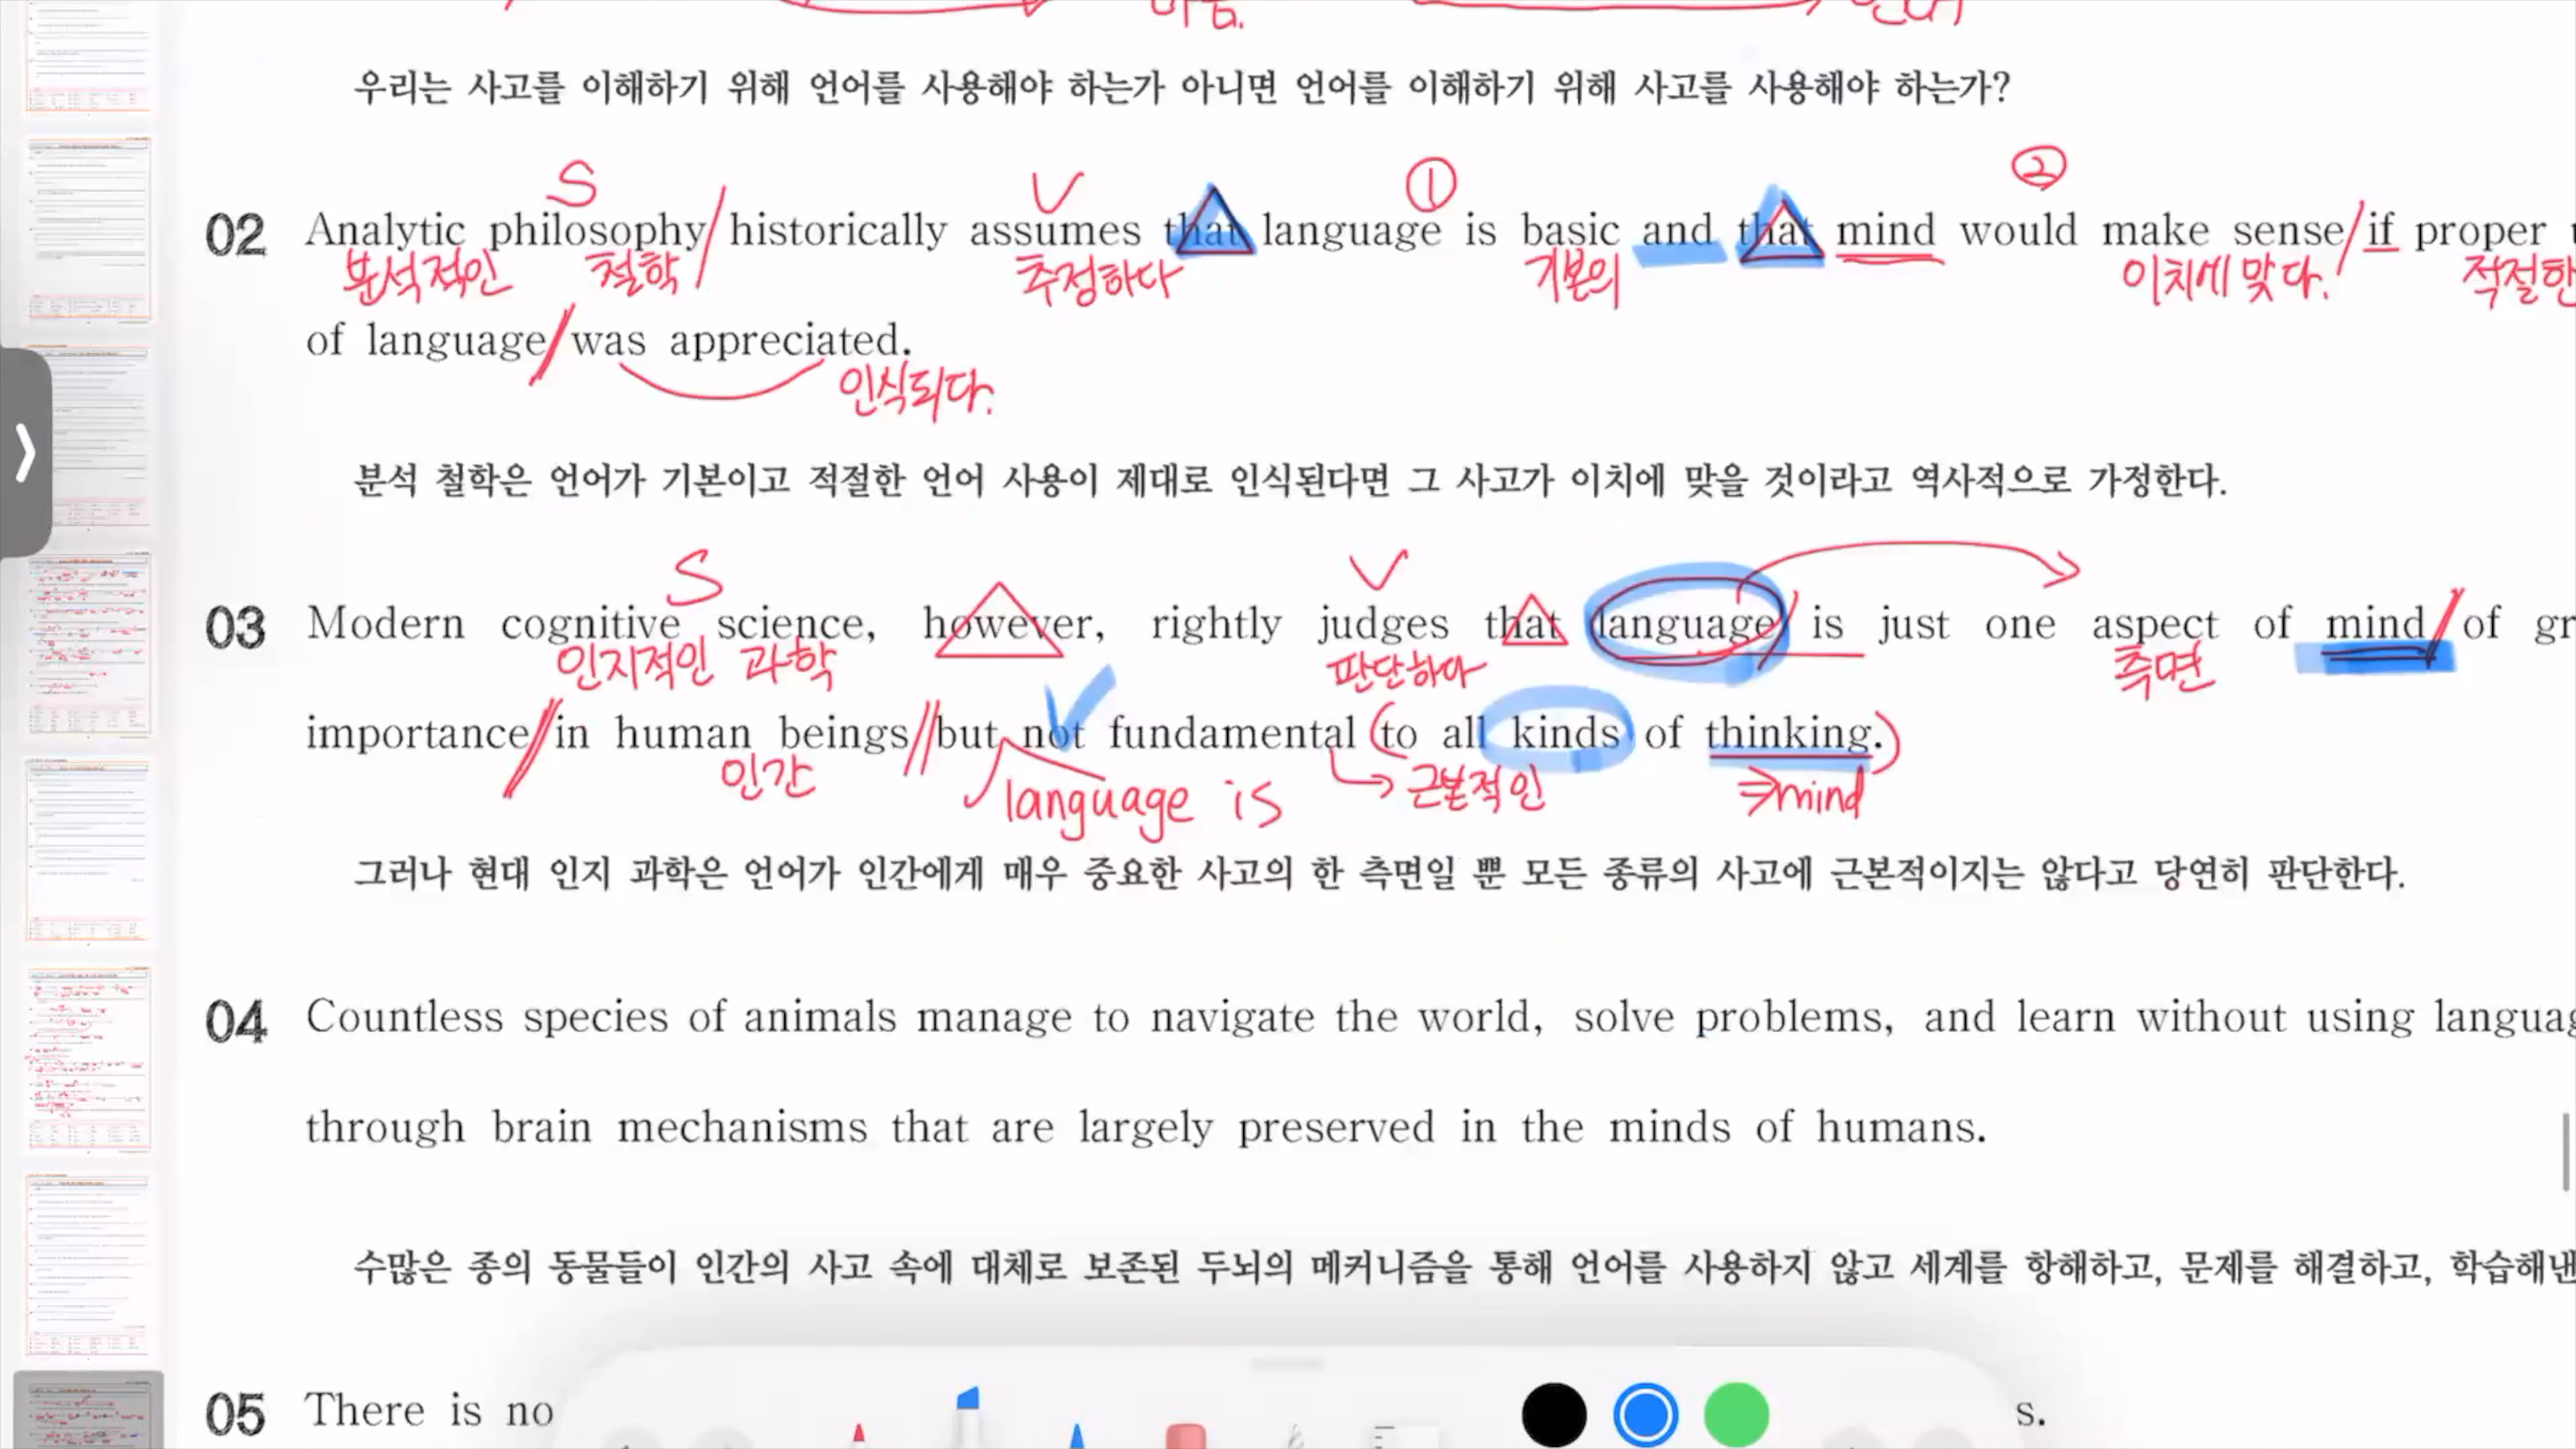 우리는 사고를 이해하기 위해 언어를 사용해야 하는가 아니면 언어를 이해하기 위해 사고를 사용해야 하는가?
S V ① ②
02 Analytic philosophy historically assumes that language is basic and that mind would make sense if proper
분석적인 철학 추정하다 기본의 이치에 맞다. 적절한
of language was appreciated.
인식되다.
분석 철학은 언어가 기본이고 적절한 언어 사용이 제대로 인식된다면 그 사고가 이치에 맞을 것이라고 역사적으로 가정한다.
S V
03 Modern cognitive science, however, rightly judges that language is just one aspect of mind of gr
인지적인 과학 판단하다 측면
importance in human beings but not fundamental (to all kinds of thinking.)
인간 language is 근본적인 ⇒mind
그러나 현대 인지 과학은 언어가 인간에게 매우 중요한 사고의 한 측면일 뿐 모든 종류의 사고에 근본적이지는 않다고 당연히 판단한다.
04 Countless species of animals manage to navigate the world, solve problems, and learn without using languag
through brain mechanisms that are largely preserved in the minds of humans.
수많은 종의 동물들이 인간의 사고 속에 대체로 보존된 두뇌의 메커니즘을 통해 언어를 사용하지 않고 세계를 항해하고, 문제를 해결하고, 학습해낸
05 There is no s.